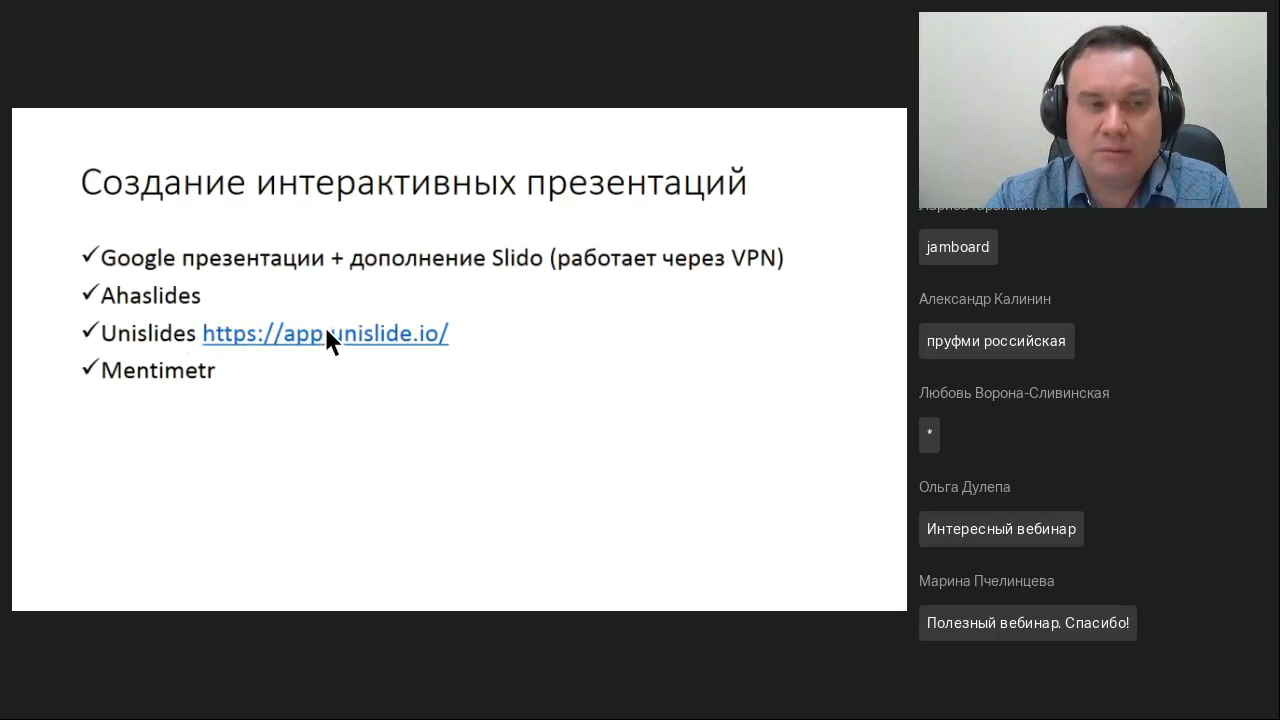 Создание интерактивных презентаций
✓Google презентации + дополнение Slido (работает через VPN)
✓Ahaslides
✓Unislides https://app.unislide.io/
✓Mentimetr
jamboard
Александр Калинин
пруфми российская
Любовь Ворона-Сливинская
*
Ольга Дулепа
Интересный вебинар
Марина Пчелинцева
Полезный вебинар. Спасибо!